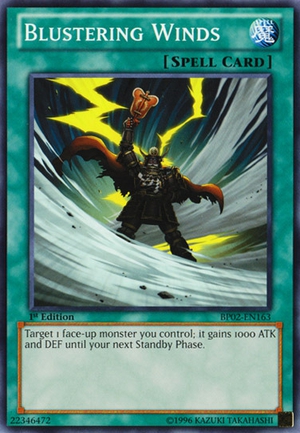 Blustering Winds
[Spell Card]
1st Edition
BP02-EN163
Target 1 face-up monster you control; it gains 1000 ATK
and DEF until your next Standby Phase.
22346472
©1996 KAZUKI TAKAHASHI